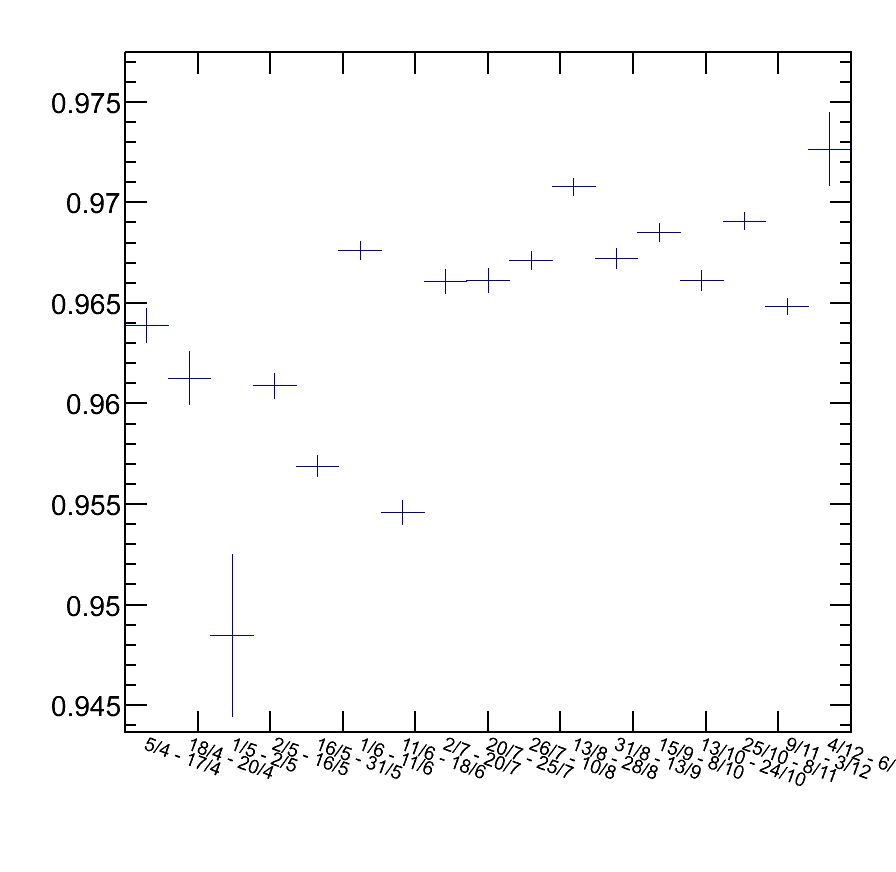 0.975
0.97
0.965
0.96
0.955
0.95
0.945
5/4 - 17/4
18/4 - 20/4
1/5 - 2/5
2/5 - 16/5
16/5 - 31/5
1/6 - 11/6
11/6 - 18/6
2/7 - 20/7
20/7 - 25/7
26/7 - 10/8
13/8 - 28/8
31/8 - 13/9
15/9 - 8/10
13/10 - 24/10
25/10 - 8/11
9/11 - 3/12
4/12 - 6/